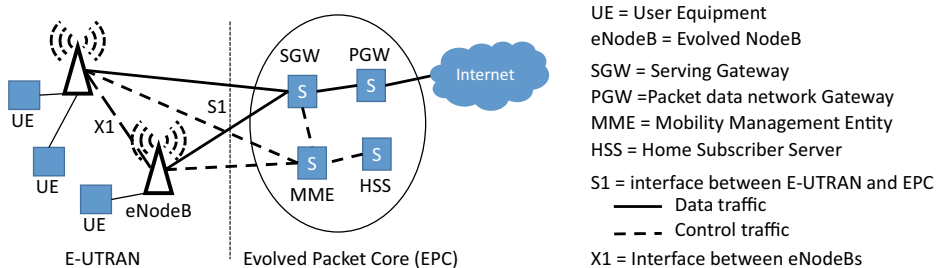 UE = User Equipment
eNodeB = Evolved NodeB
SGW = Serving Gateway
PGW =Packet data network Gateway
MME = Mobility Management Entity
HSS = Home Subscriber Server
S1 = interface between E-UTRAN and EPC
Data traffic
Control traffic
X1 = Interface between eNodeBs
SGW PGW
S S Internet
UE
X1
S1
UE
S S
MME HSS
UE
eNodeB
E-UTRAN Evolved Packet Core (EPC)